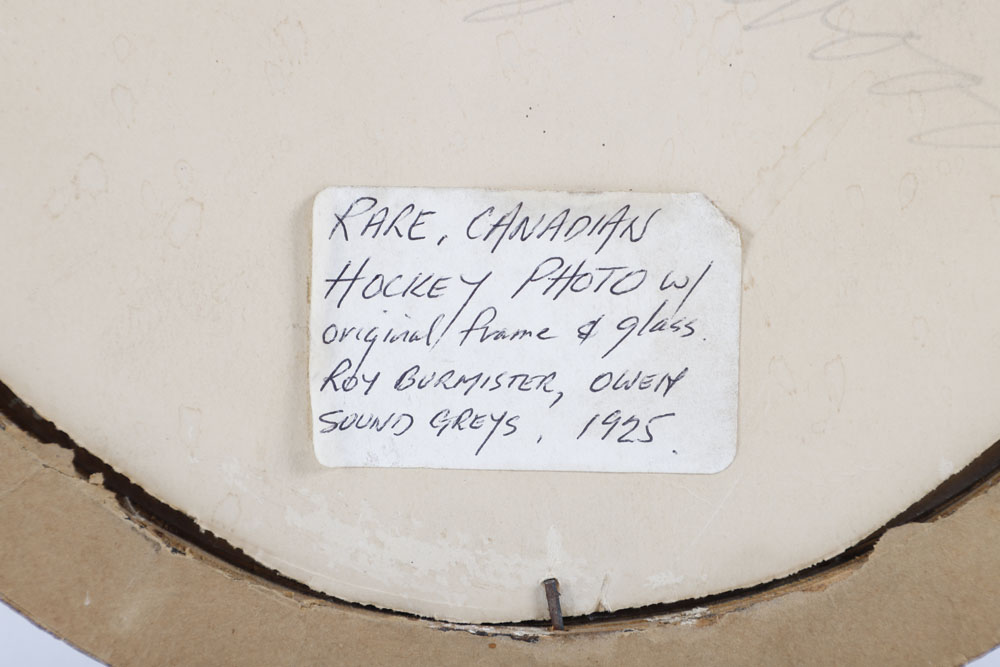 RARE, CANADIAN
HOCKEY PHOTO w/
original frame & glass.
ROY BURMISTER, OWEN
SOUND GREYS. 1925.